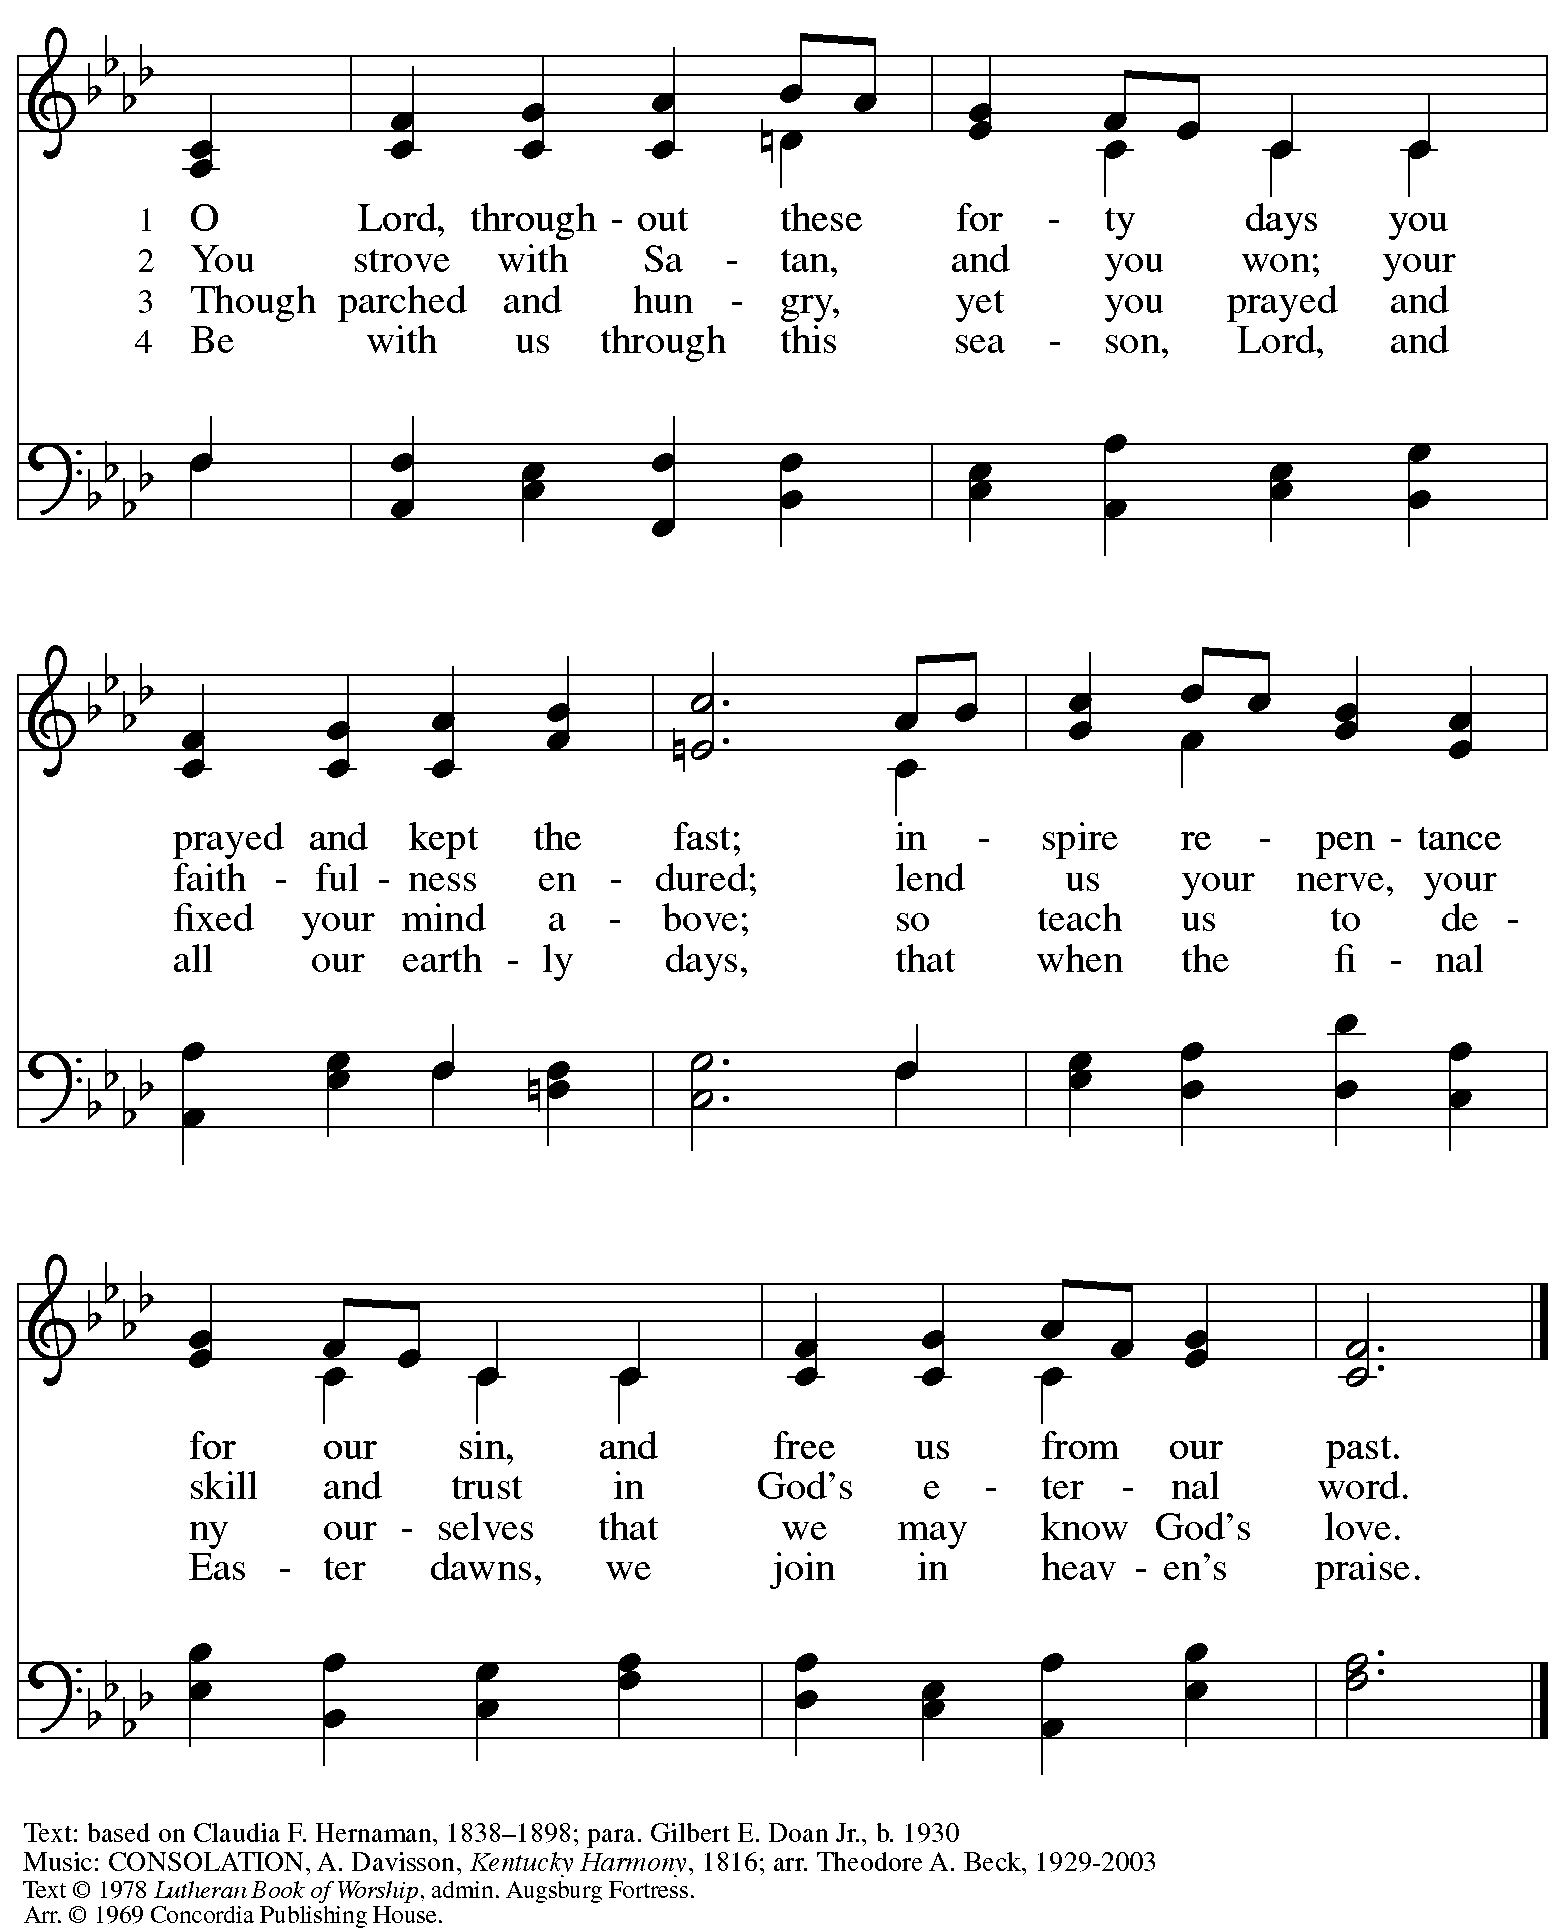 1 O Lord, through - out these for - ty days you
2 You strove with Sa - tan, and you won; your
3 Though parched and hun - gry, yet you prayed and
4 Be with us through this sea - son, Lord, and
prayed and kept the fast; in - spire re - pen - tance
faith - ful - ness en - dured; lend us your nerve, your
fixed your mind a - bove; so teach us to de -
all our earth - ly days, that when the fi - nal
for our sin, and free us from our past.
skill and trust in God’s e - ter - nal word.
ny our - selves that we may know God’s love.
Eas - ter dawns, we join in heav - en’s praise.
Text: based on Claudia F. Hernaman, 1838–1898; para. Gilbert E. Doan Jr., b. 1930
Music: CONSOLATION, A. Davisson, Kentucky Harmony, 1816; arr. Theodore A. Beck, 1929-2003
Text © 1978 Lutheran Book of Worship, admin. Augsburg Fortress.
Arr. © 1969 Concordia Publishing House.